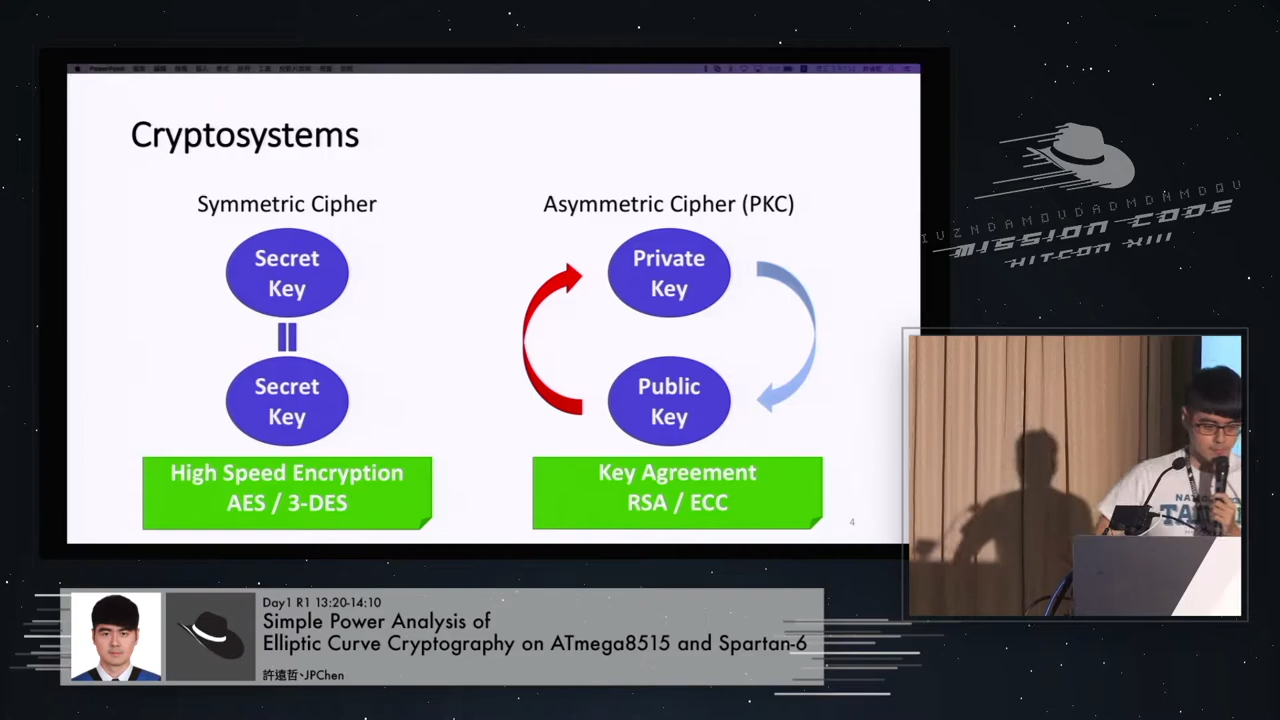 Cryptosystems
Symmetric Cipher
Secret
Key
Secret
Key
High Speed Encryption
AES / 3-DES
Asymmetric Cipher (PKC)
Private
Key
Public
Key
Key Agreement
RSA / ECC
4
MISSION CODE
HITCON XIII
Day1 R1 13:20-14:10
Simple Power Analysis of
Elliptic Curve Cryptography on ATmega8515 and Spartan-6
許遠哲、JPChen